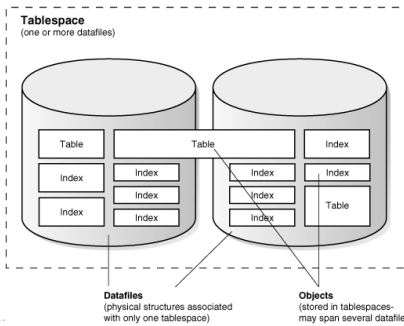 Tablespace
(one or more datafiles)
Table
Table
Index
Index
Index
Index
Index
Index
Index
Index
Table
Index
Index
Index
Datafiles
(physical structures associated
with only one tablespace)
Objects
(stored in tablespaces-
may span several datafile